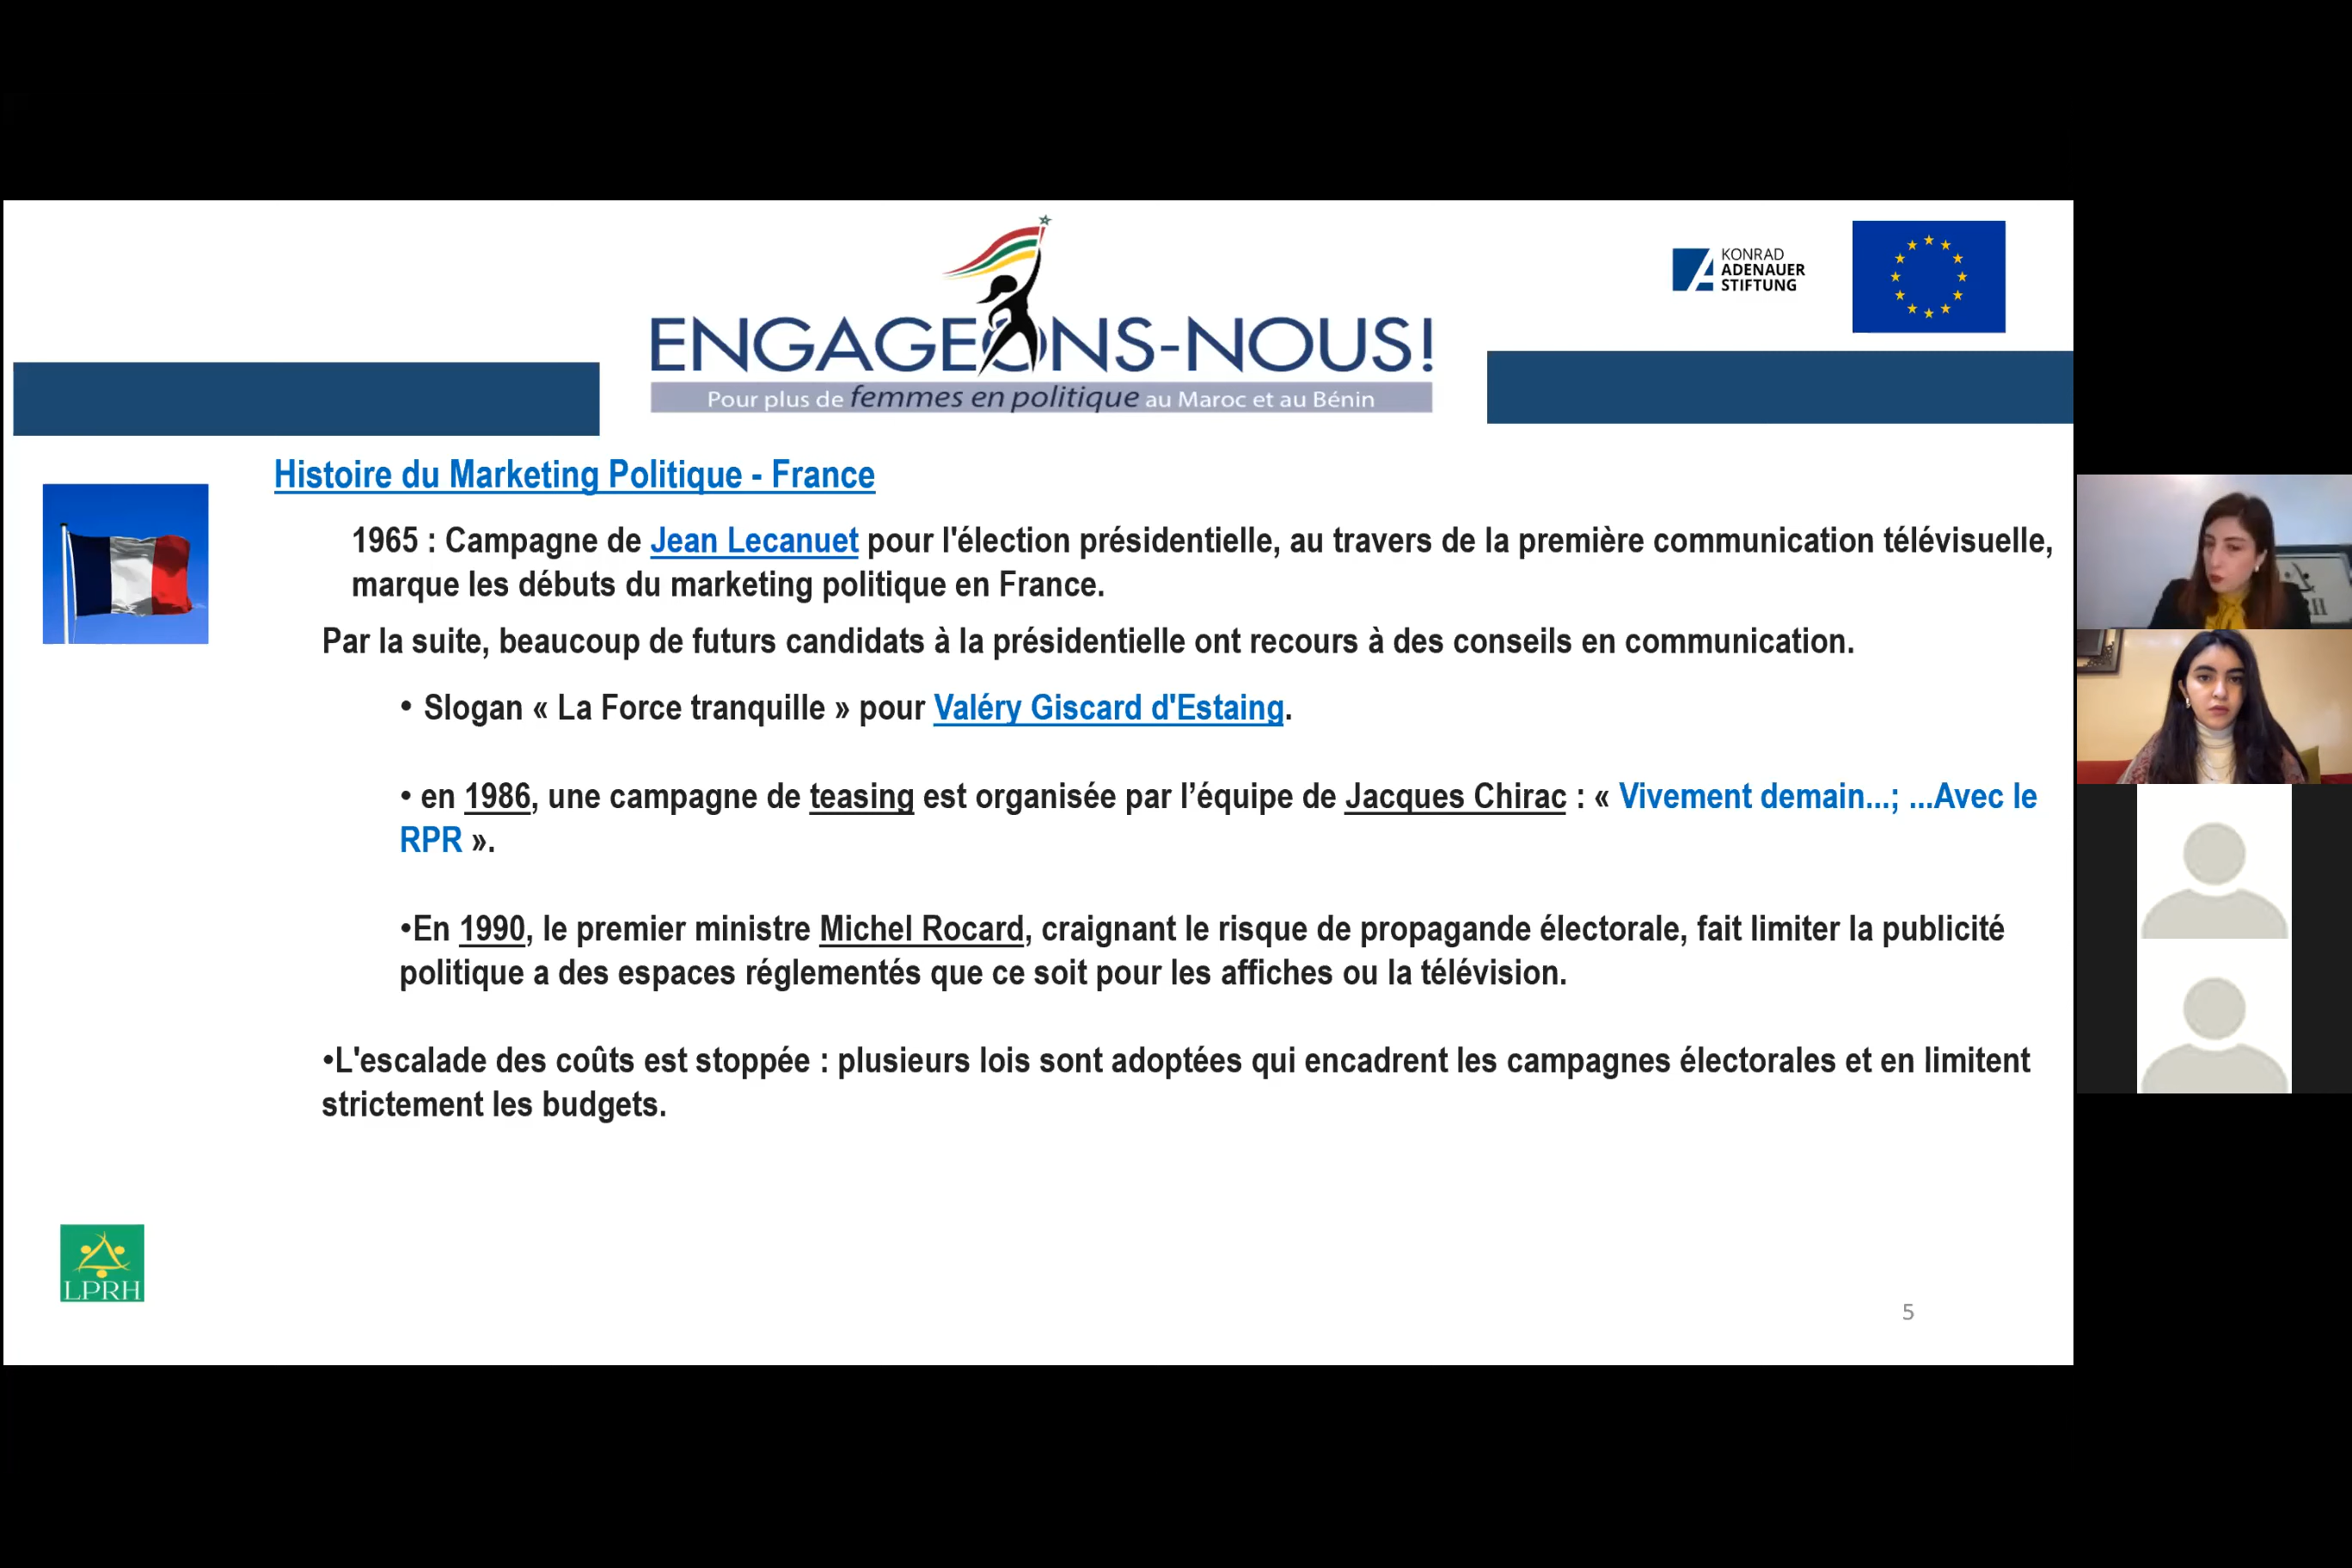 KONRAD
ADENAUER
STIFTUNG
ENGAGEONS-NOUS!
Pour plus de femmes en politique au Maroc et au Bénin
Histoire du Marketing Politique - France
1965 : Campagne de Jean Lecanuet pour l'élection présidentielle, au travers de la première communication télévisuelle,
marque les débuts du marketing politique en France.
Par la suite, beaucoup de futurs candidats à la présidentielle ont recours à des conseils en communication.
• Slogan « La Force tranquille » pour Valéry Giscard d'Estaing.
• en 1986, une campagne de teasing est organisée par l’équipe de Jacques Chirac : « Vivement demain...; ...Avec le
RPR ».
•En 1990, le premier ministre Michel Rocard, craignant le risque de propagande électorale, fait limiter la publicité
politique a des espaces réglementés que ce soit pour les affiches ou la télévision.
•L'escalade des coûts est stoppée : plusieurs lois sont adoptées qui encadrent les campagnes électorales et en limitent
strictement les budgets.
LPRH
5